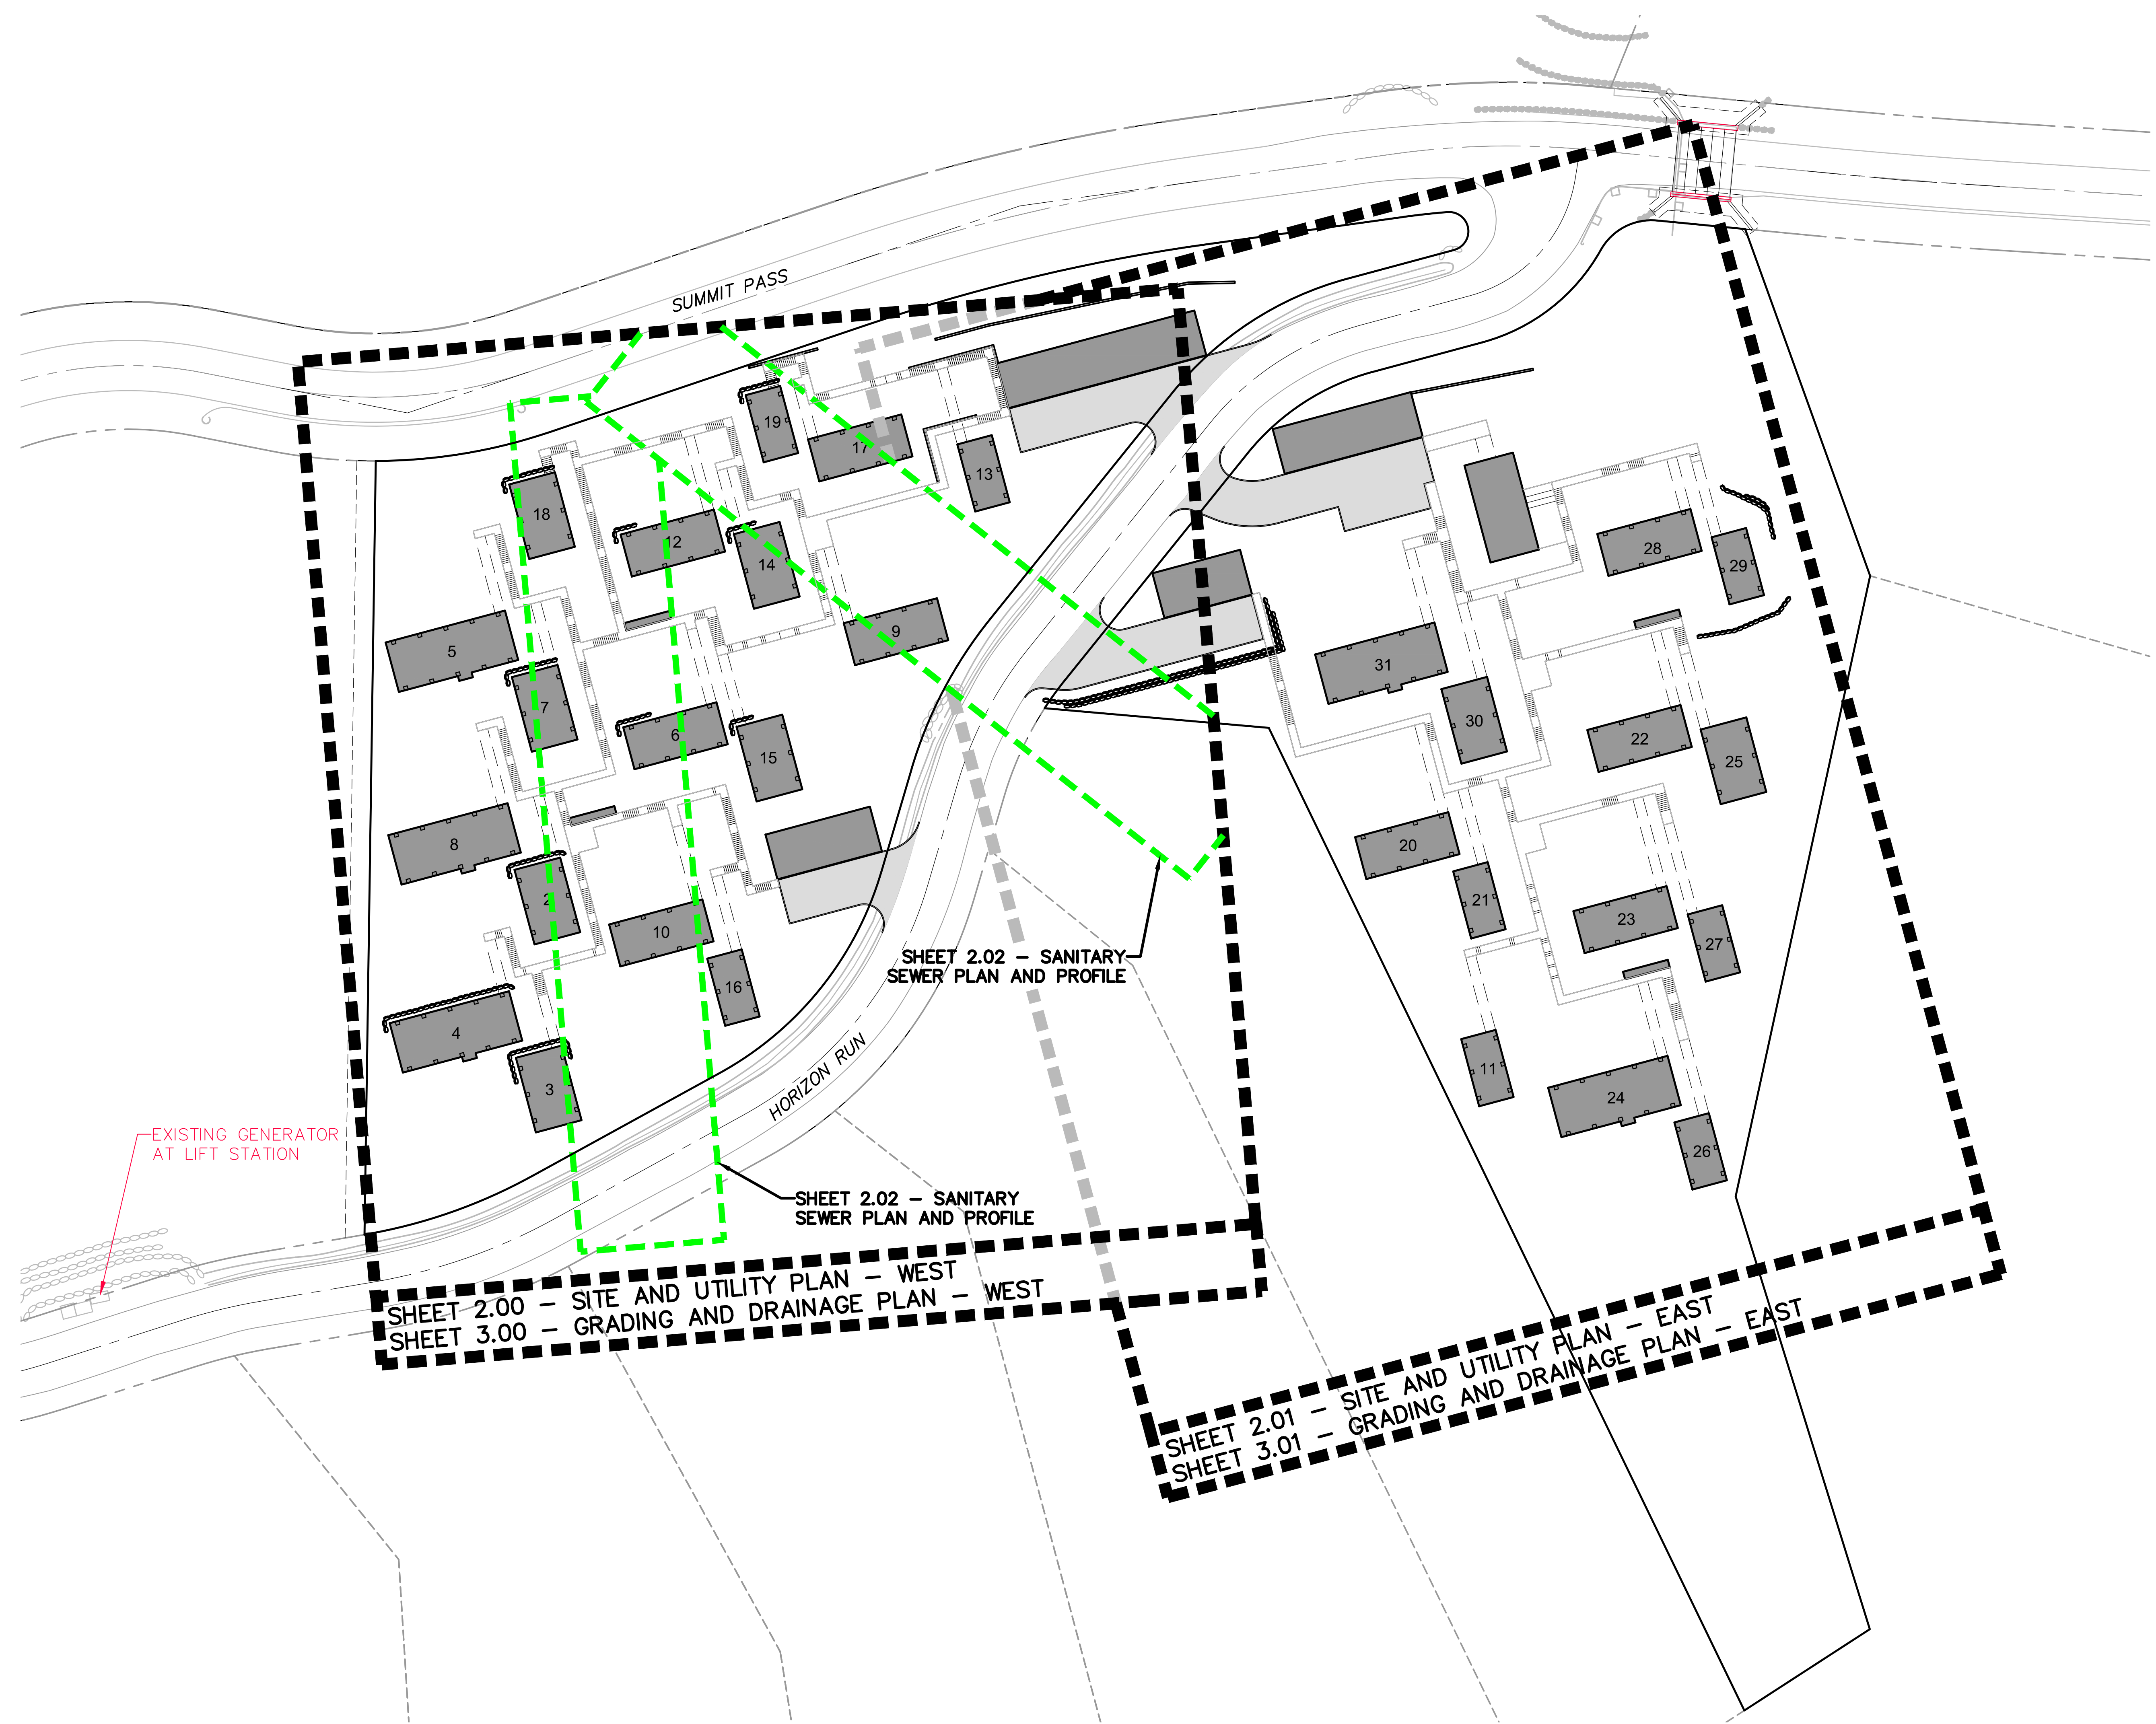 SUMMIT PASS
19
17
13
18
12
14
28
29
9
5
31
7
6
30
22
15
25
8
20
2
21
10
23
27
SHEET 2.02 – SANITARY
SEWER PLAN AND PROFILE
16
4
HORIZON RUN
3
11
24
EXISTING GENERATOR
AT LIFT STATION
26
SHEET 2.02 – SANITARY
SEWER PLAN AND PROFILE
SHEET 2.00 – SITE AND UTILITY PLAN – WEST
SHEET 3.00 – GRADING AND DRAINAGE PLAN – WEST
SHEET 2.01 – SITE AND UTILITY PLAN – EAST
SHEET 3.01 – GRADING AND DRAINAGE PLAN – EAST